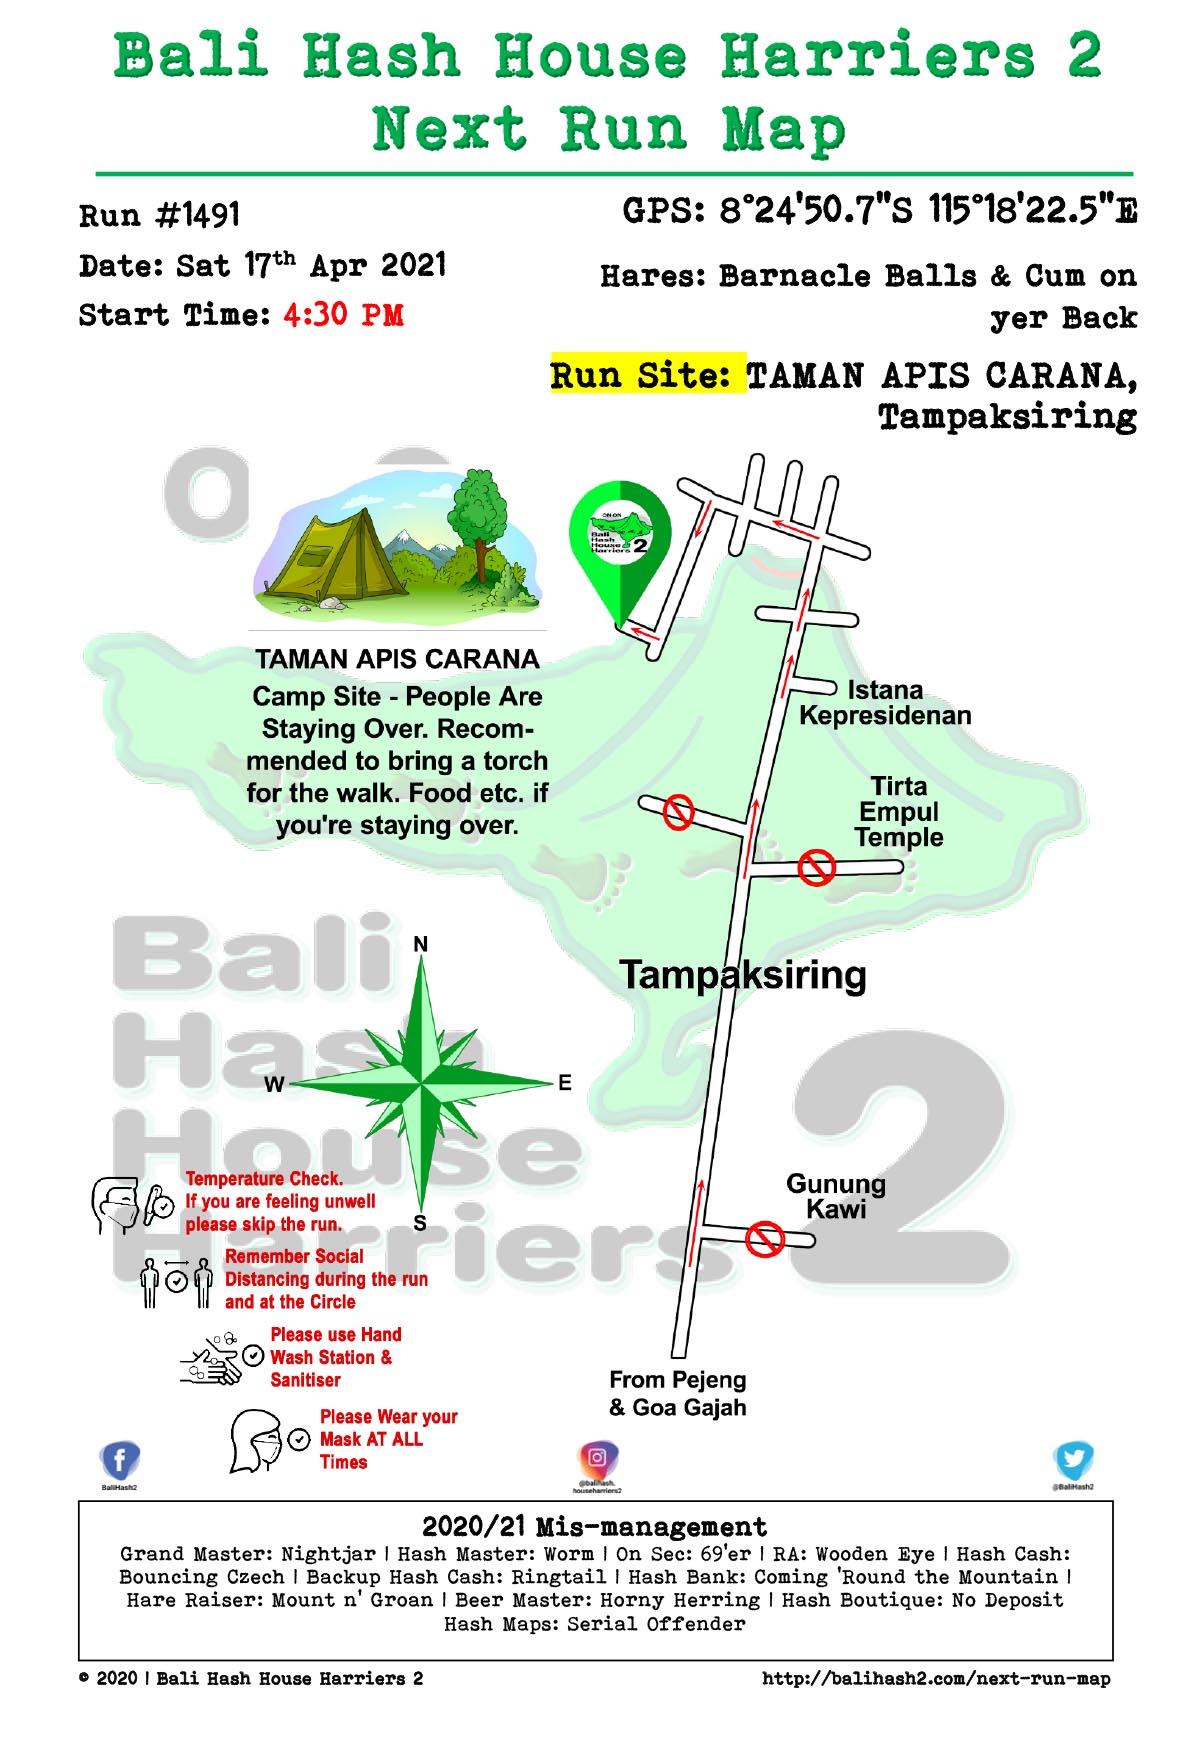 Bali Hash House Harriers 2
Next Run Map
Run #1491
Date: Sat 17th Apr 2021
Start Time: 4:30 PM
GPS: 8°24'50.7"S 115°18'22.5"E
Hares: Barnacle Balls & Cum on
yer Back
Run Site: TAMAN APIS CARANA,
Tampaksiring
ON ON
Bali
Hash
House
Harriers 2
TAMAN APIS CARANA
Camp Site - People Are
Staying Over. Recom-
mended to bring a torch
for the walk. Food etc. if
you're staying over.
Istana
Kepresidenan
Tirta
Empul
Temple
Tampaksiring
Bali
Hash
House
Harriers 2
N
W
E
S
Gunung
Kawi
From Pejeng
& Goa Gajah
Temperature Check.
If you are feeling unwell
please skip the run.
Remember Social
Distancing during the run
and at the Circle
Please use Hand
Wash Station &
Sanitiser
Please Wear your
Mask AT ALL
Times
BaliHash2
@balihash.
househarriers2
@BaliHash2
2020/21 Mis-management
Grand Master: Nightjar | Hash Master: Worm | On Sec: 69'er | RA: Wooden Eye | Hash Cash:
Bouncing Czech | Backup Hash Cash: Ringtail | Hash Bank: Coming 'Round the Mountain |
Hare Raiser: Mount n' Groan | Beer Master: Horny Herring | Hash Boutique: No Deposit
Hash Maps: Serial Offender
© 2020 | Bali Hash House Harriers 2
http://balihash2.com/next-run-map